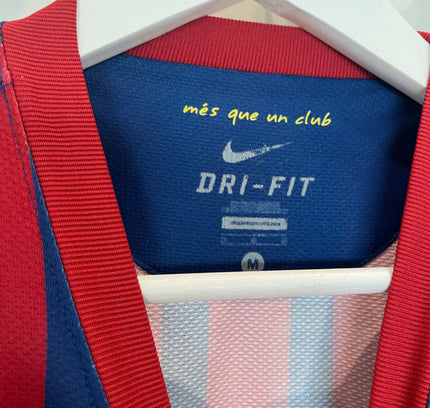 més que un club
DRI-FIT
M